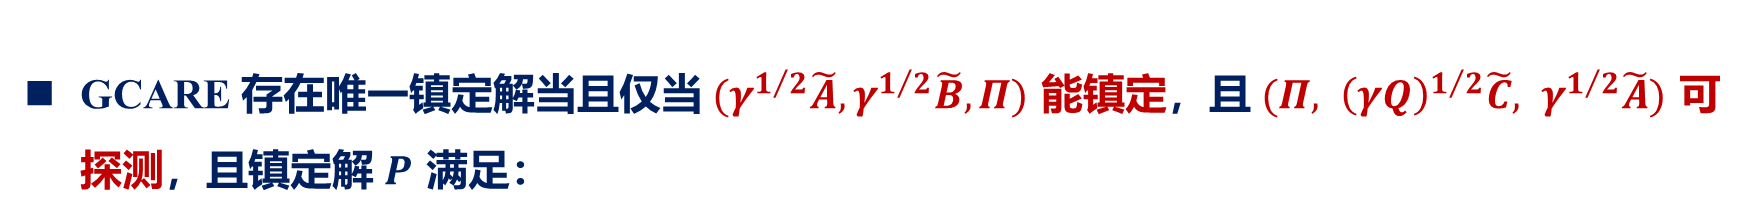 ■ GCARE 存在唯一镇定解当且仅当 (γ^{1/2}Ã, γ^{1/2}B̃, Π) 能镇定，且 (Π, (γQ)^{1/2}C̃, γ^{1/2}Ã) 可
探测，且镇定解 P 满足：